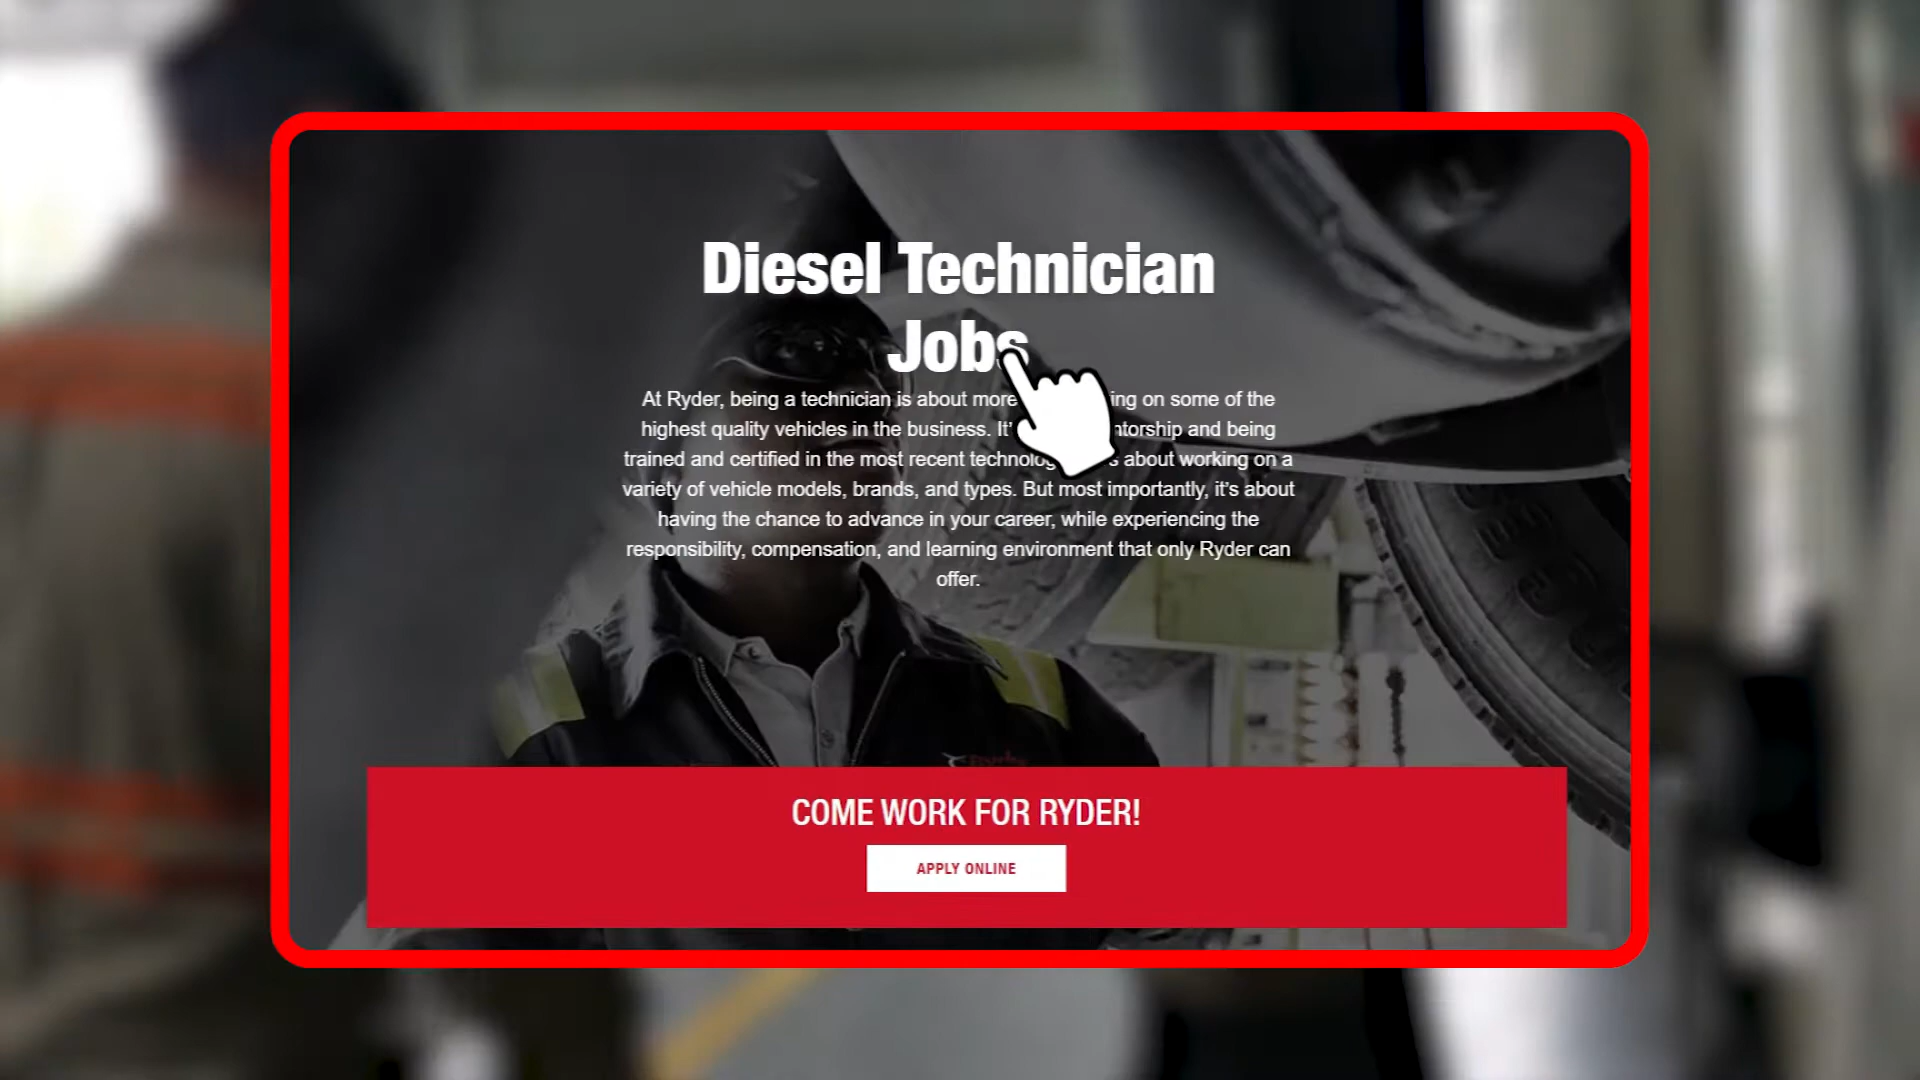 Diesel Technician
Jobs
At Ryder, being a technician is about more ing on some of the
highest quality vehicles in the business. It’ ntorship and being
trained and certified in the most recent technolog s about working on a
variety of vehicle models, brands, and types. But most importantly, it’s about
having the chance to advance in your career, while experiencing the
responsibility, compensation, and learning environment that only Ryder can
offer.
COME WORK FOR RYDER!
APPLY ONLINE